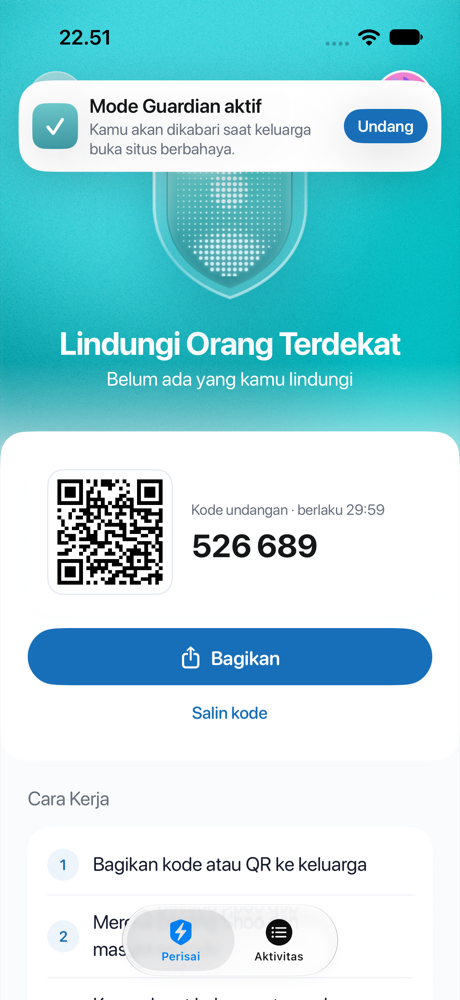 22.51
Mode Guardian aktif
Kamu akan dikabari saat keluarga
buka situs berbahaya.
Undang
Lindungi Orang Terdekat
Belum ada yang kamu lindungi
Kode undangan · berlaku 29:59
526 689
Bagikan
Salin kode
Cara Kerja
1
Bagikan kode atau QR ke keluarga
2
Perisai
Aktivitas